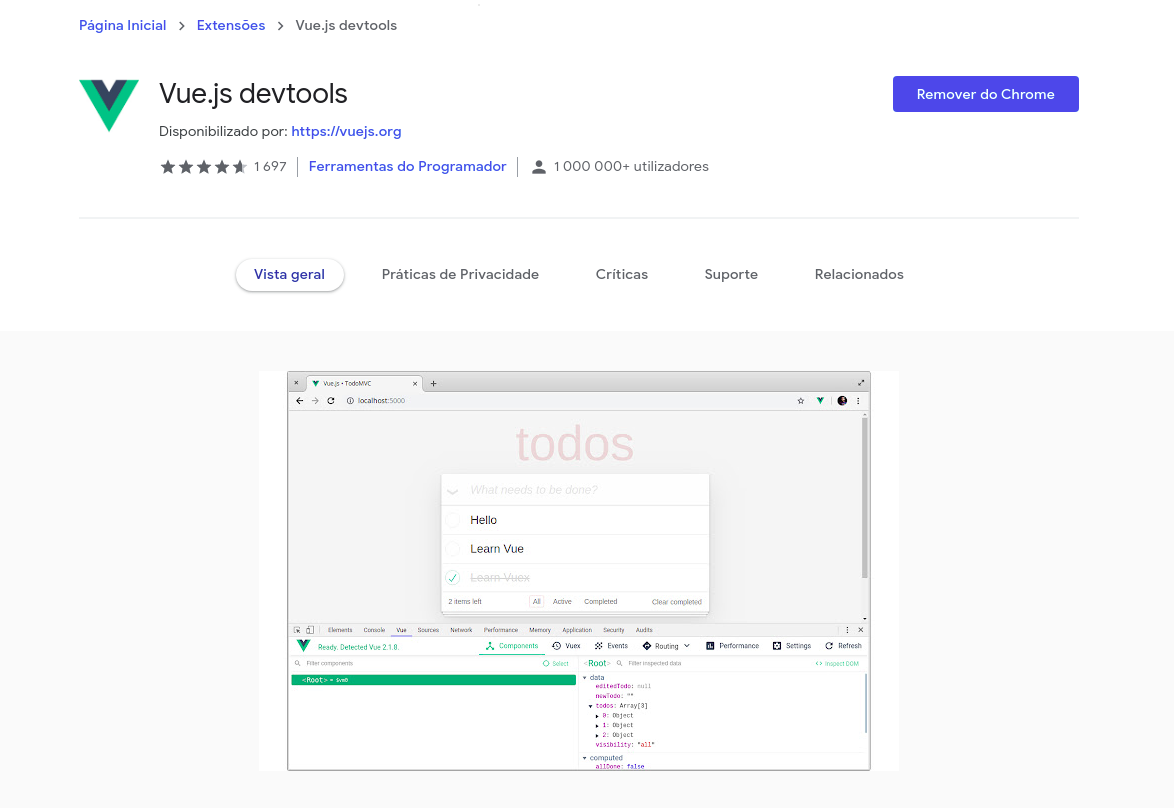 Página Inicial > Extensões > Vue.js devtools
Vue.js devtools
Remover do Chrome
Disponibilizado por: https://vuejs.org
1 697 Ferramentas do Programador 1 000 000+ utilizadores
Vista geral Práticas de Privacidade Críticas Suporte Relacionados
Vue.js • TodoMVC
localhost:5000
todos
What needs to be done?
Hello
Learn Vue
Learn Vuex
2 items left All Active Completed Clear completed
Elements Console Vue Sources Network Performance Memory Application Security Audits
Ready. Detected Vue 2.1.8. Components Vuex Events Routing Performance Settings Refresh
Filter components Select <Root> Filter inspected data <> Inspect DOM
<Root> = $vm0
data
editedTodo: null
newTodo: ""
todos: Array[3]
0: Object
1: Object
2: Object
visibility: "all"
computed
allDone: false